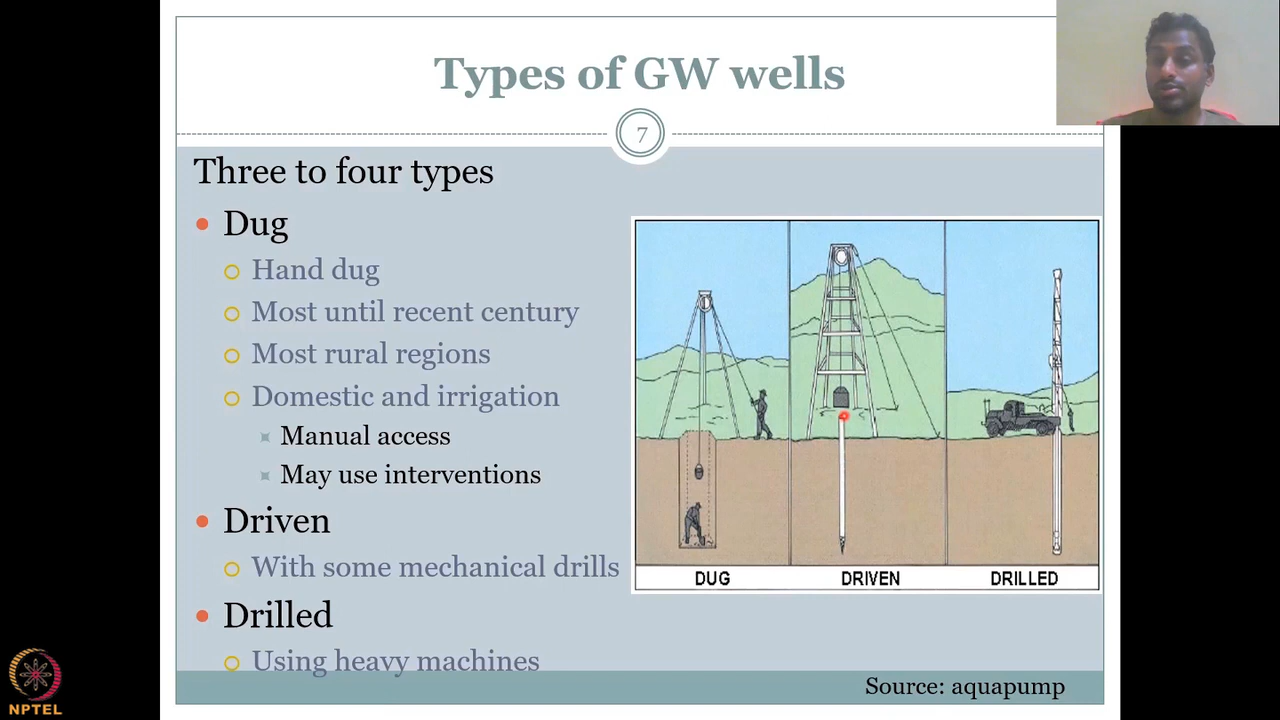 Types of GW wells
7
Three to four types
Dug
Hand dug
Most until recent century
Most rural regions
Domestic and irrigation
Manual access
May use interventions
Driven
With some mechanical drills
Drilled
Using heavy machines
DUG
DRIVEN
DRILLED
Source: aquapump
NPTEL